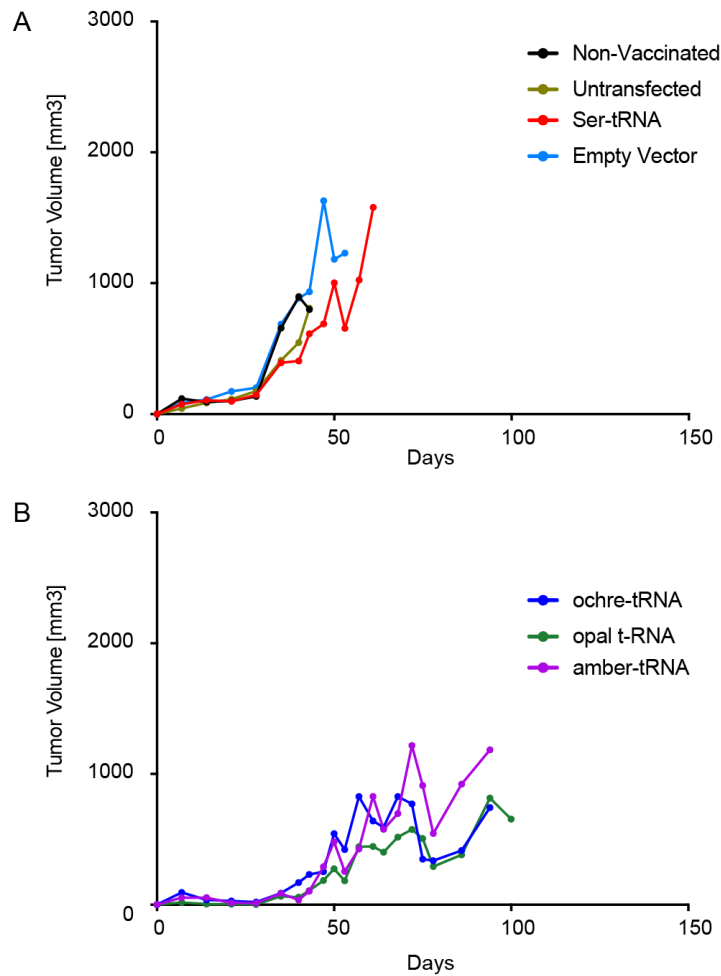 A
3000
2000
1000
0
Tumor Volume [mm3]
Non-Vaccinated
Untransfected
Ser-tRNA
Empty Vector
0
50
100
150
Days
B
3000
2000
1000
0
Tumor Volume [mm3]
ochre-tRNA
opal t-RNA
amber-tRNA
0
50
100
150
Days